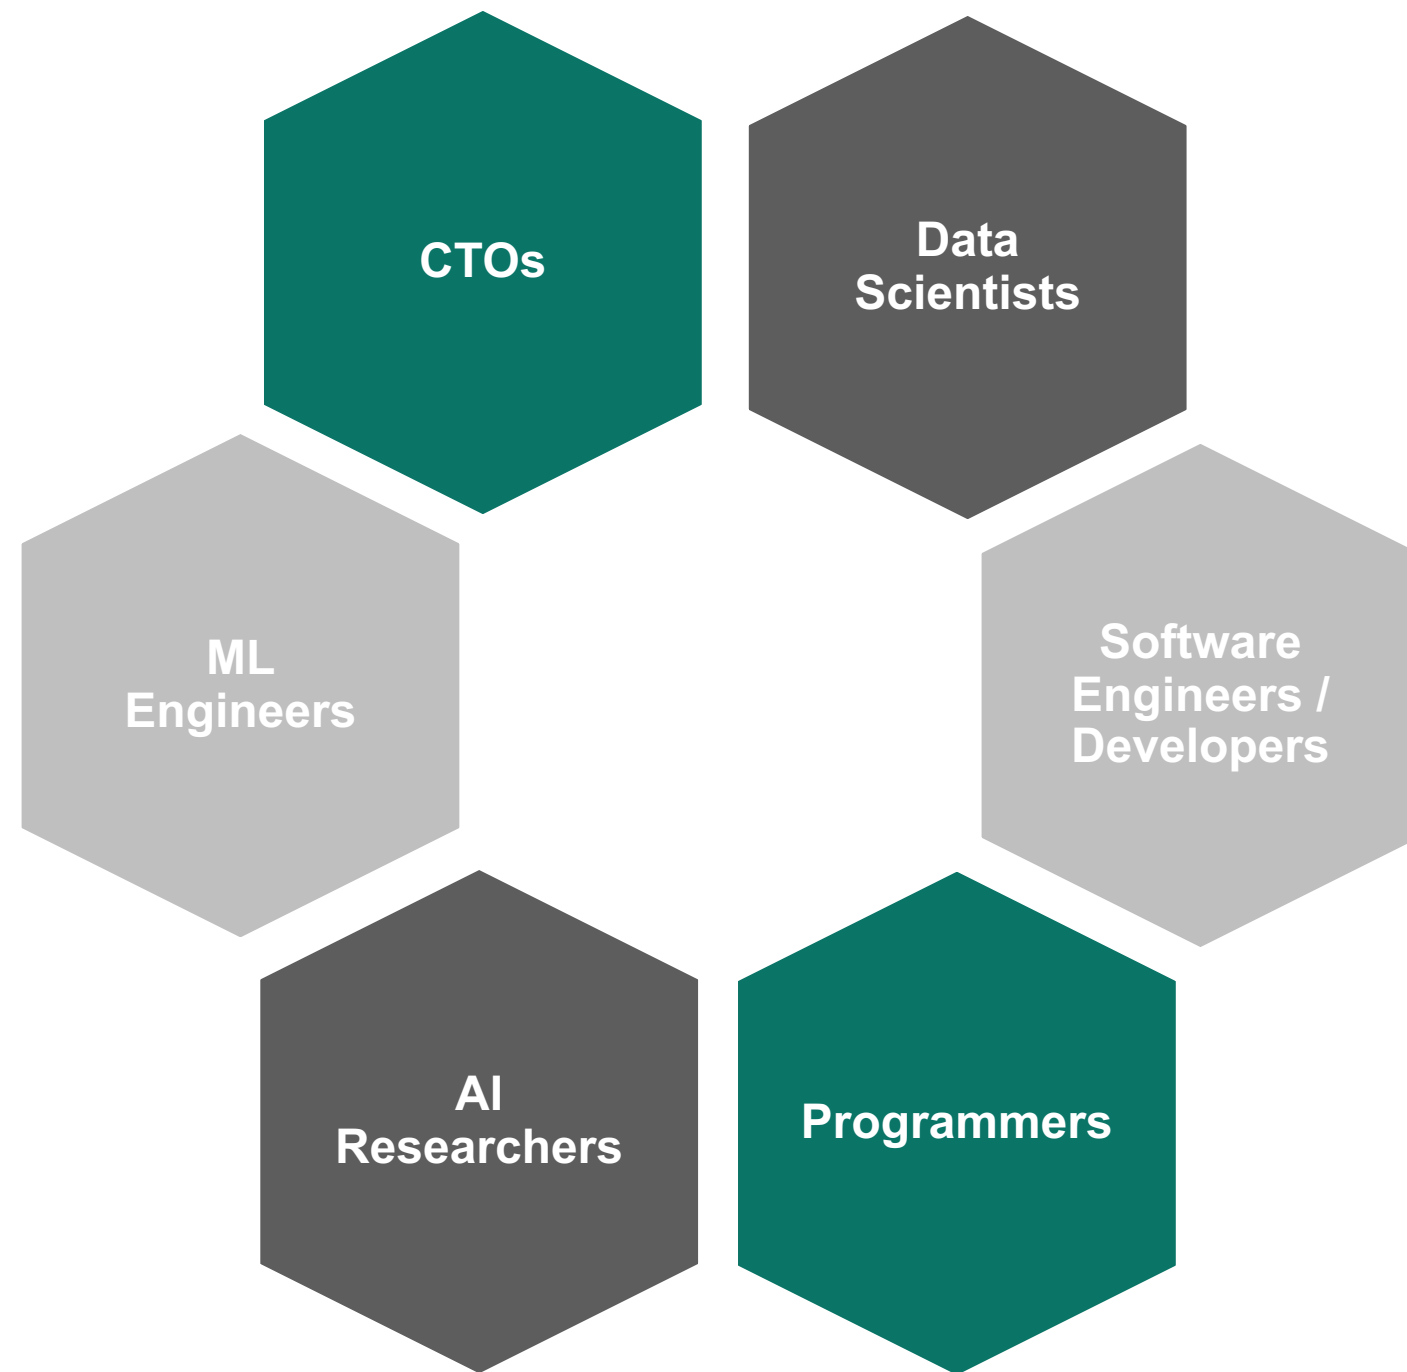 CTOs
Data
Scientists
ML
Engineers
Software
Engineers /
Developers
AI
Researchers
Programmers